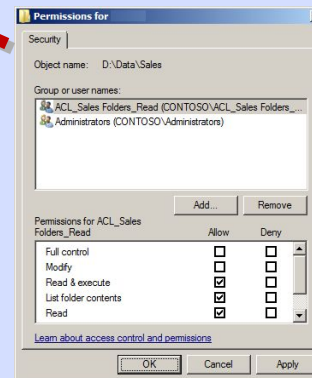 Permissions for
Security
Object name: D:\Data\Sales
Group or user names:
ACL_Sales Folders_Read (CONTOSO\ACL_Sales Folders_...
Administrators (CONTOSO\Administrators)
Add... Remove
Permissions for ACL_Sales
Folders_Read Allow Deny
Full control
Modify
Read & execute
List folder contents
Read
Learn about access control and permissions
OK Cancel Apply